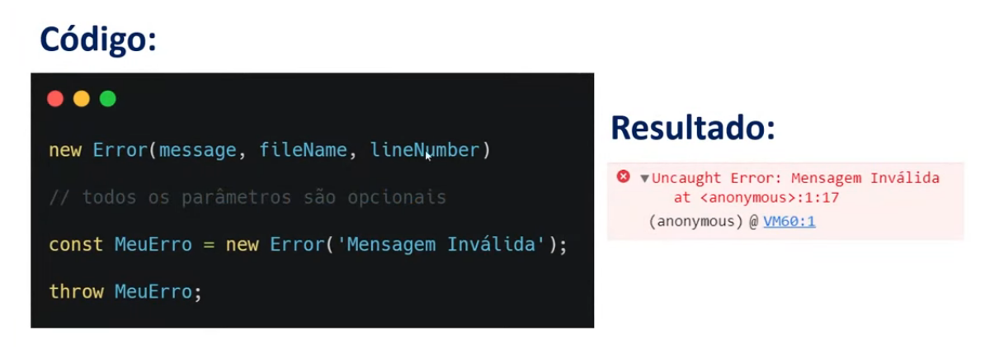 Código:
new Error(message, fileName, lineNumber)
// todos os parâmetros são opcionais
const MeuErro = new Error('Mensagem Inválida');
throw MeuErro;
Resultado:
▼Uncaught Error: Mensagem Inválida
at <anonymous>:1:17
(anonymous) @ VM60:1